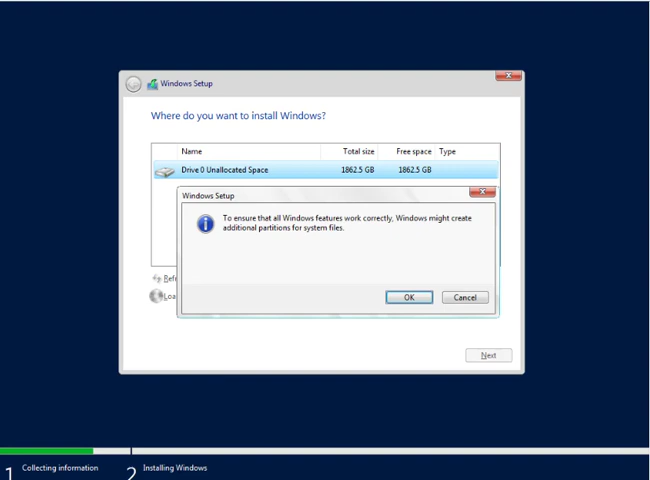 Windows Setup
Where do you want to install Windows?
Name Total size Free space Type
Drive 0 Unallocated Space 1862.5 GB 1862.5 GB
Windows Setup
To ensure that all Windows features work correctly, Windows might create
additional partitions for system files.
Refr
Loa
OK Cancel
Next
1 Collecting information 2 Installing Windows